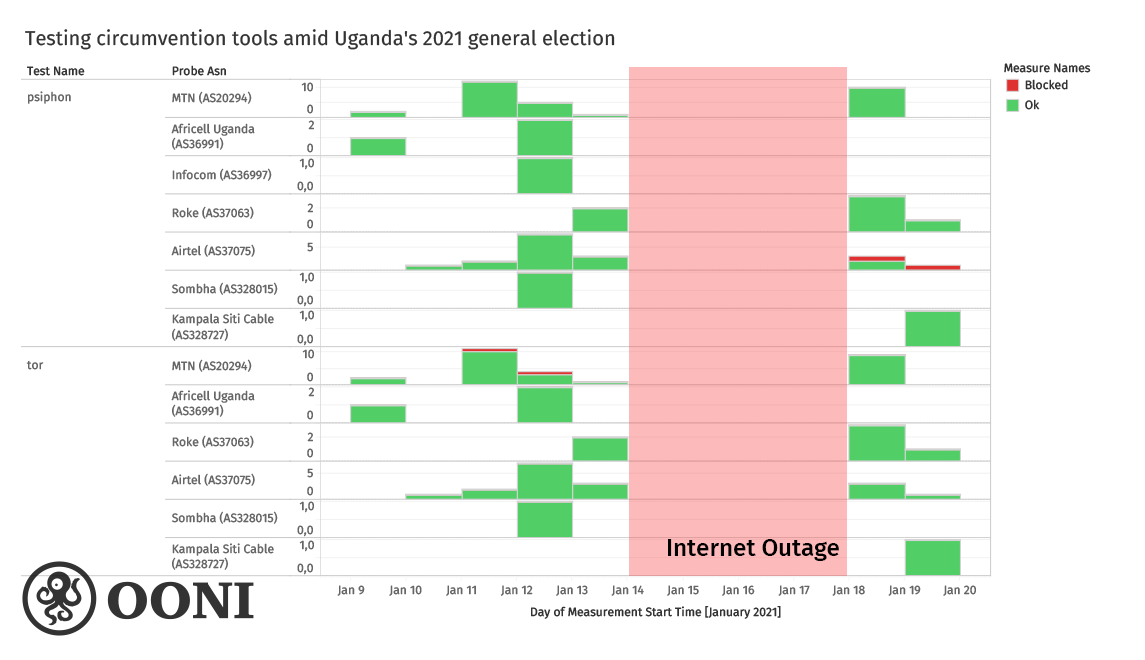 Testing circumvention tools amid Uganda's 2021 general election
Test Name
Probe Asn
Measure Names
Blocked
Ok
psiphon
MTN (AS20294)
10
0
Africell Uganda
(AS36991)
2
0
Infocom (AS36997)
1,0
0,0
Roke (AS37063)
2
0
Airtel (AS37075)
5
Sombha (AS328015)
1,0
0,0
Kampala Siti Cable
(AS328727)
1,0
0,0
tor
MTN (AS20294)
10
0
Africell Uganda
(AS36991)
2
0
Roke (AS37063)
2
0
Airtel (AS37075)
5
0
Sombha (AS328015)
1,0
0,0
Kampala Siti Cable
(AS328727)
1,0
0,0
Internet Outage
Jan 9 Jan 10 Jan 11 Jan 12 Jan 13 Jan 14 Jan 15 Jan 16 Jan 17 Jan 18 Jan 19 Jan 20
Day of Measurement Start Time [January 2021]
OONI